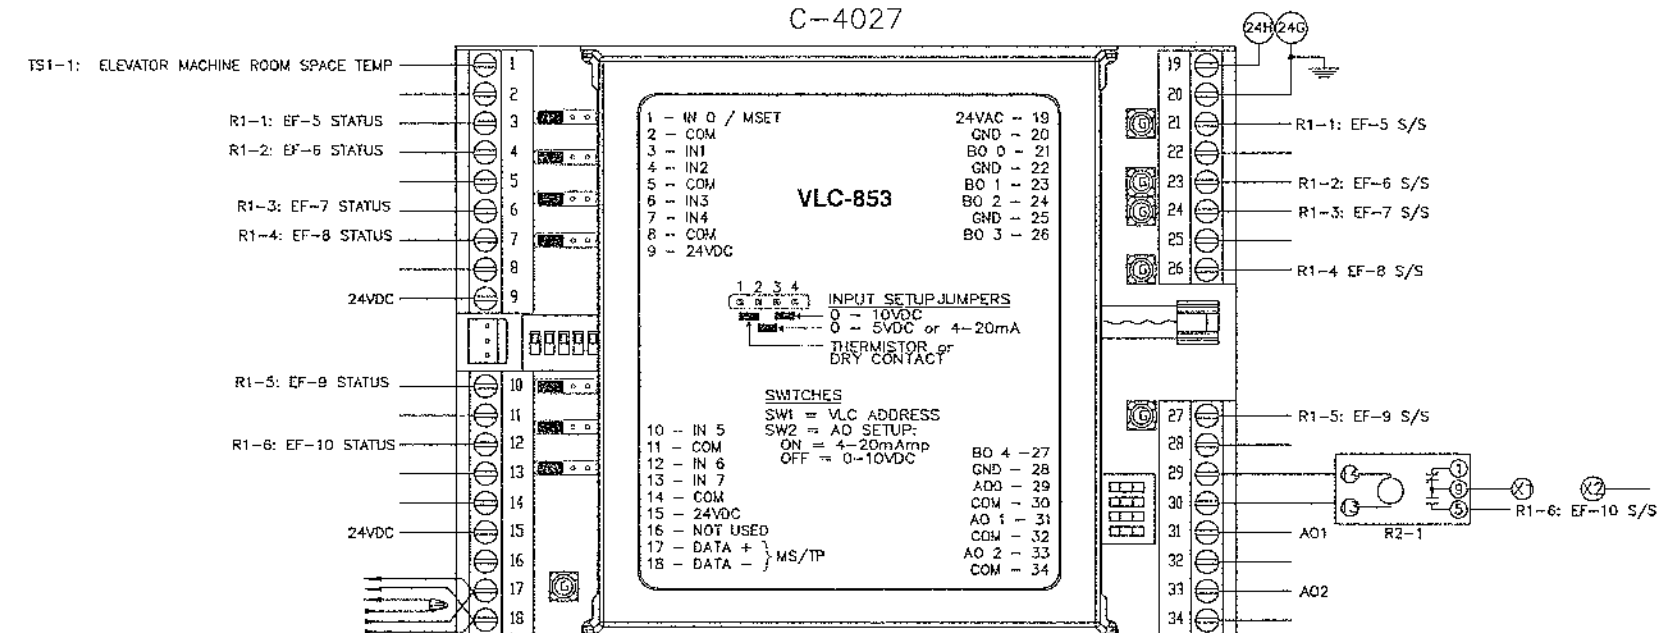 C-4027
24H 24G
TS1-1: ELEVATOR MACHINE ROOM SPACE TEMP
R1-1: EF-5 STATUS
R1-2: EF-6 STATUS
R1-3: EF-7 STATUS
R1-4: EF-8 STATUS
24VDC
R1-5: EF-9 STATUS
R1-6: EF-10 STATUS
24VDC
1
2
3
4
5
6
7
8
9
10
11
12
13
14
15
16
17
18
G
1 - IN 0 / MSET
2 - COM
3 - IN1
4 - IN2
5 - COM
6 - IN3
7 - IN4
8 - COM
9 - 24VDC
24VAC - 19
GND - 20
BO 0 - 21
GND - 22
BO 1 - 23
BO 2 - 24
GND - 25
BO 3 - 26
VLC-853
1 2 3 4
INPUT SETUP JUMPERS
0 - 10VDC
0 - 5VDC or 4-20mA
THERMISTOR or
DRY CONTACT
SWITCHES
SW1 = VLC ADDRESS
SW2 = AO SETUP:
ON = 4-20mAmp
OFF = 0-10VDC
10 - IN 5
11 - COM
12 - IN 6
13 - IN 7
14 - COM
15 - 24VDC
16 - NOT USED
17 - DATA +
18 - DATA -
MS/TP
BO 4 -27
GND - 28
AO0 - 29
COM - 30
AO 1 - 31
COM - 32
AO 2 - 33
COM - 34
G
G
G
G
G
19
20
21
22
23
24
25
26
27
28
29
30
31
32
33
34
R1-1: EF-5 S/S
R1-2: EF-6 S/S
R1-3: EF-7 S/S
R1-4 EF-8 S/S
R1-5: EF-9 S/S
1
9
5
X1
X2
R1-6: EF-10 S/S
R2-1
AO1
AO2